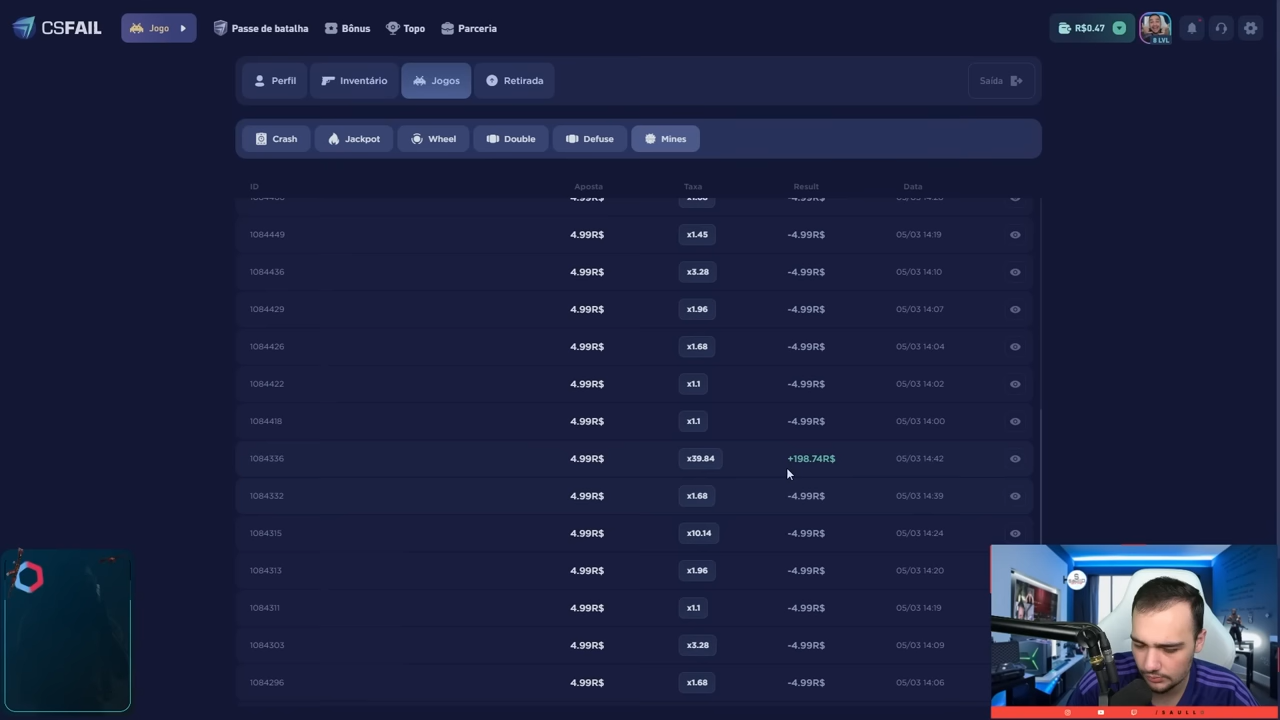 CSFAIL Jogo Passe de batalha Bônus Topo Parceria R$0.47
8 LVL
Perfil Inventário Jogos Retirada Saída
Crash Jackpot Wheel Double Defuse Mines
ID Aposta Taxa Result Data
4.99R$ -4.99R$
1084449 4.99R$ x1.45 -4.99R$ 05/03 14:19
1084436 4.99R$ x3.28 -4.99R$ 05/03 14:10
1084429 4.99R$ x1.96 -4.99R$ 05/03 14:07
1084426 4.99R$ x1.68 -4.99R$ 05/03 14:04
1084422 4.99R$ x1.1 -4.99R$ 05/03 14:02
1084418 4.99R$ x1.1 -4.99R$ 05/03 14:00
1084336 4.99R$ x39.84 +198.74R$ 05/03 14:42
1084332 4.99R$ x1.68 -4.99R$ 05/03 14:39
1084315 4.99R$ x10.14 -4.99R$ 05/03 14:24
1084313 4.99R$ x1.96 -4.99R$ 05/03 14:20
1084311 4.99R$ x1.1 -4.99R$ 05/03 14:19
1084303 4.99R$ x3.28 -4.99R$ 05/03 14:09
1084296 4.99R$ x1.68 -4.99R$ 05/03 14:06